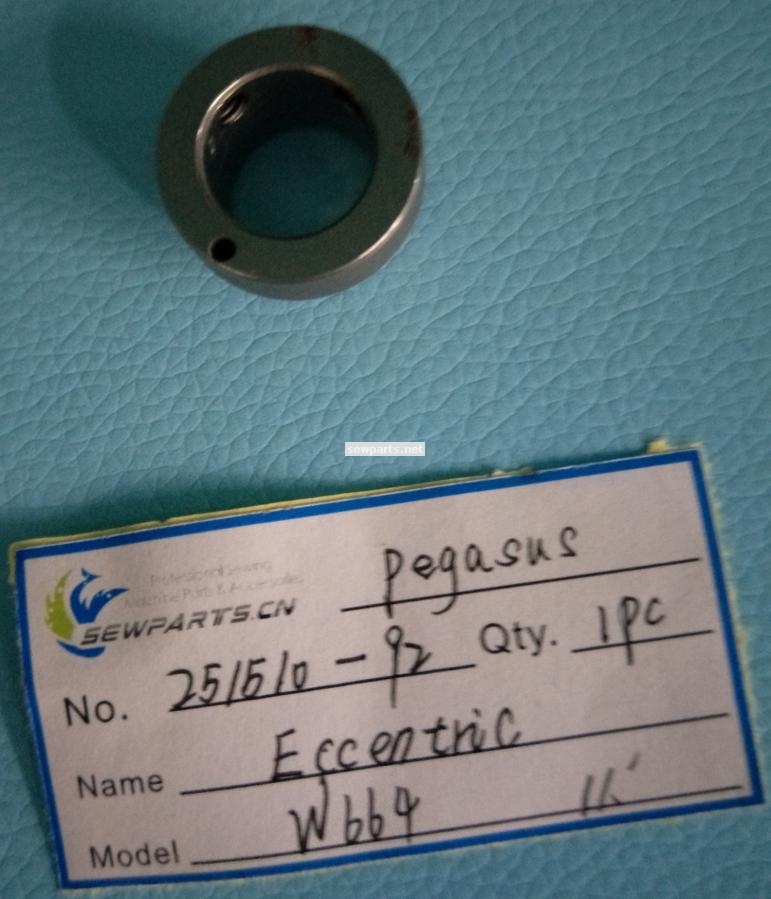 sewparts.net
Professional Sewing
Machine Parts & Accessories
SEWPARTS.CN
Pegasus
No. 251510-92 Qty. 1PC
Name Eccentric
Model W664